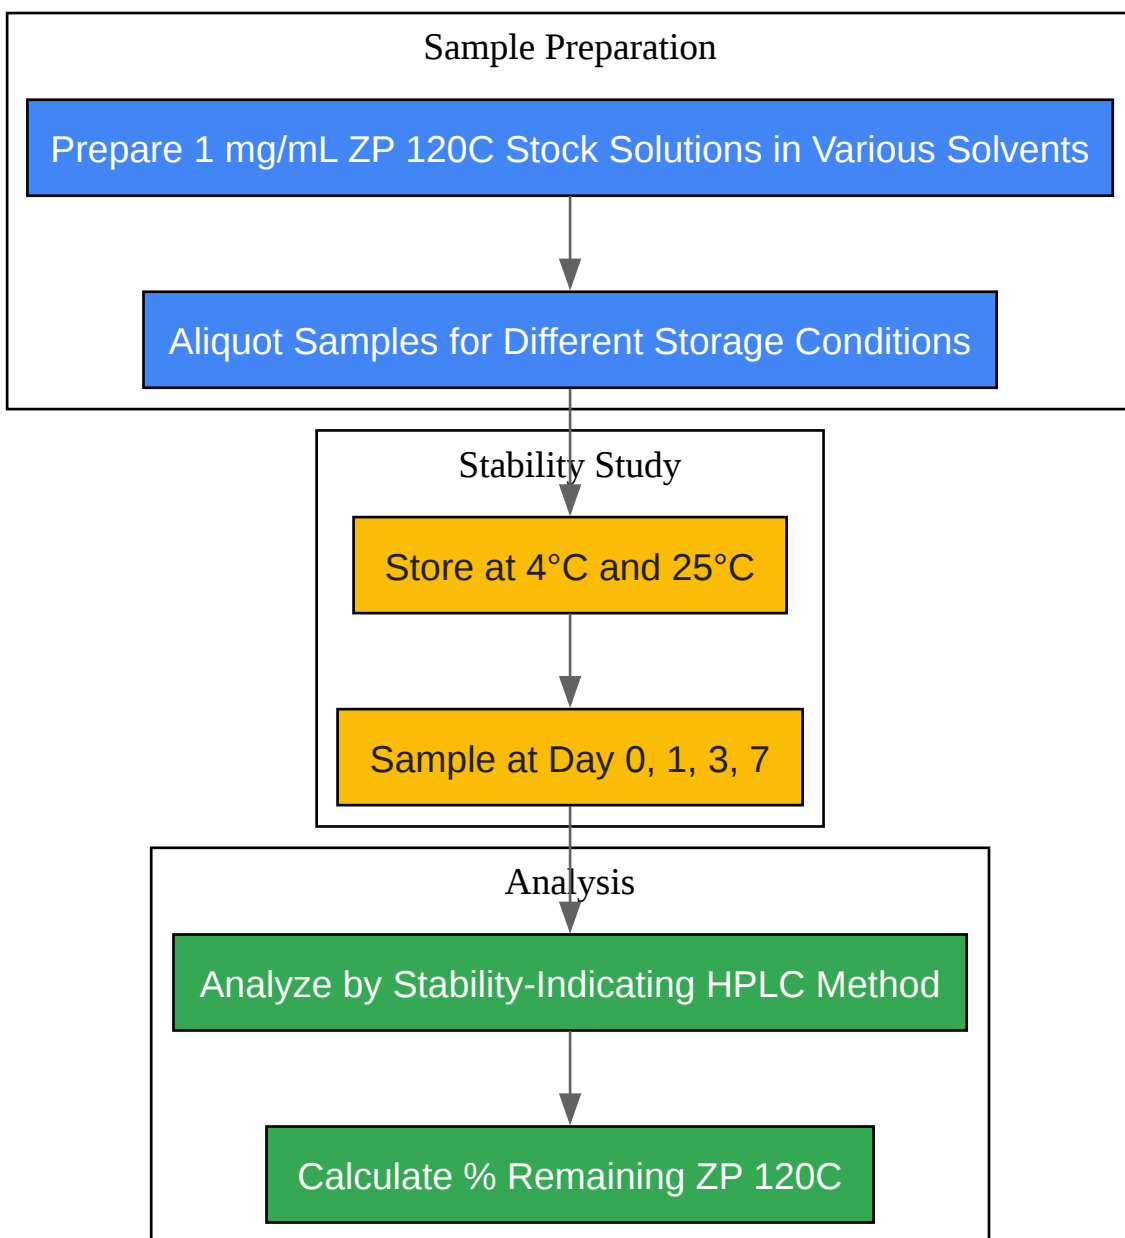 Sample Preparation
Prepare 1 mg/mL ZP 120C Stock Solutions in Various Solvents
Aliquot Samples for Different Storage Conditions
Stability Study
Store at 4°C and 25°C
Sample at Day 0, 1, 3, 7
Analysis
Analyze by Stability-Indicating HPLC Method
Calculate % Remaining ZP 120C